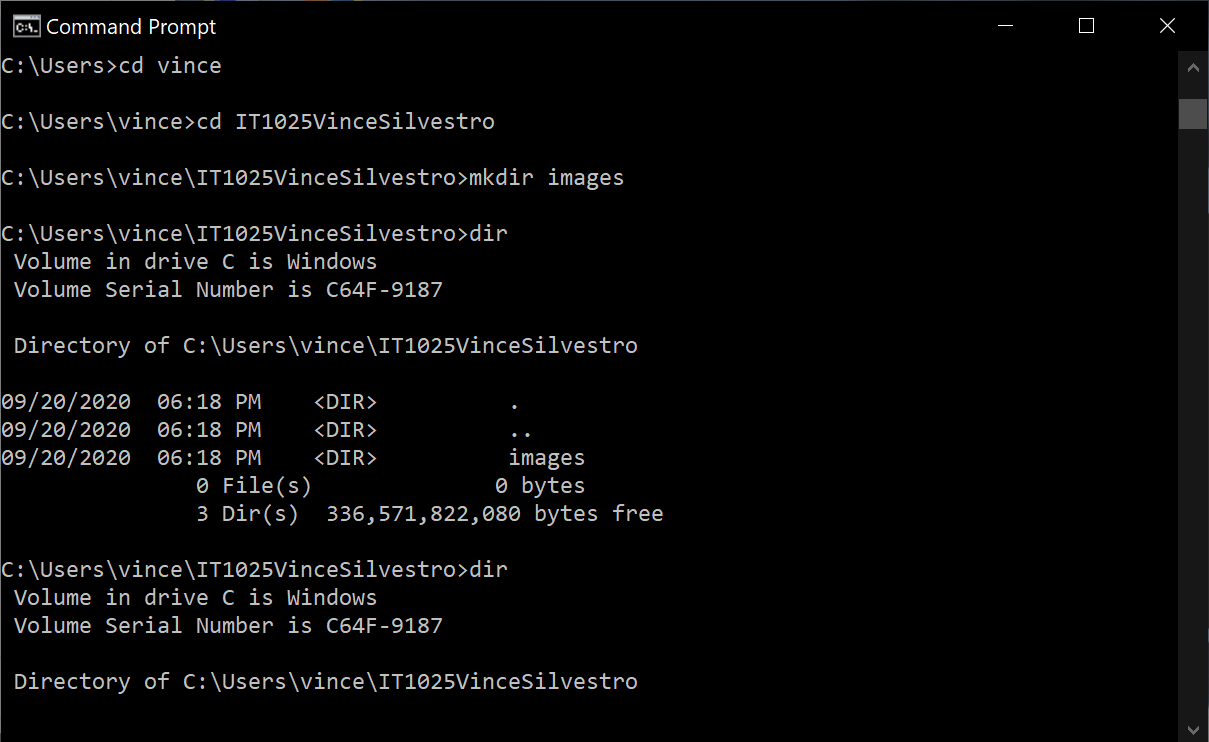 Command Prompt
C:\Users>cd vince
C:\Users\vince>cd IT1025VinceSilvestro
C:\Users\vince\IT1025VinceSilvestro>mkdir images
C:\Users\vince\IT1025VinceSilvestro>dir
 Volume in drive C is Windows
 Volume Serial Number is C64F-9187
 Directory of C:\Users\vince\IT1025VinceSilvestro
09/20/2020  06:18 PM    <DIR>          .
09/20/2020  06:18 PM    <DIR>          ..
09/20/2020  06:18 PM    <DIR>          images
               0 File(s)              0 bytes
               3 Dir(s)  336,571,822,080 bytes free
C:\Users\vince\IT1025VinceSilvestro>dir
 Volume in drive C is Windows
 Volume Serial Number is C64F-9187
 Directory of C:\Users\vince\IT1025VinceSilvestro